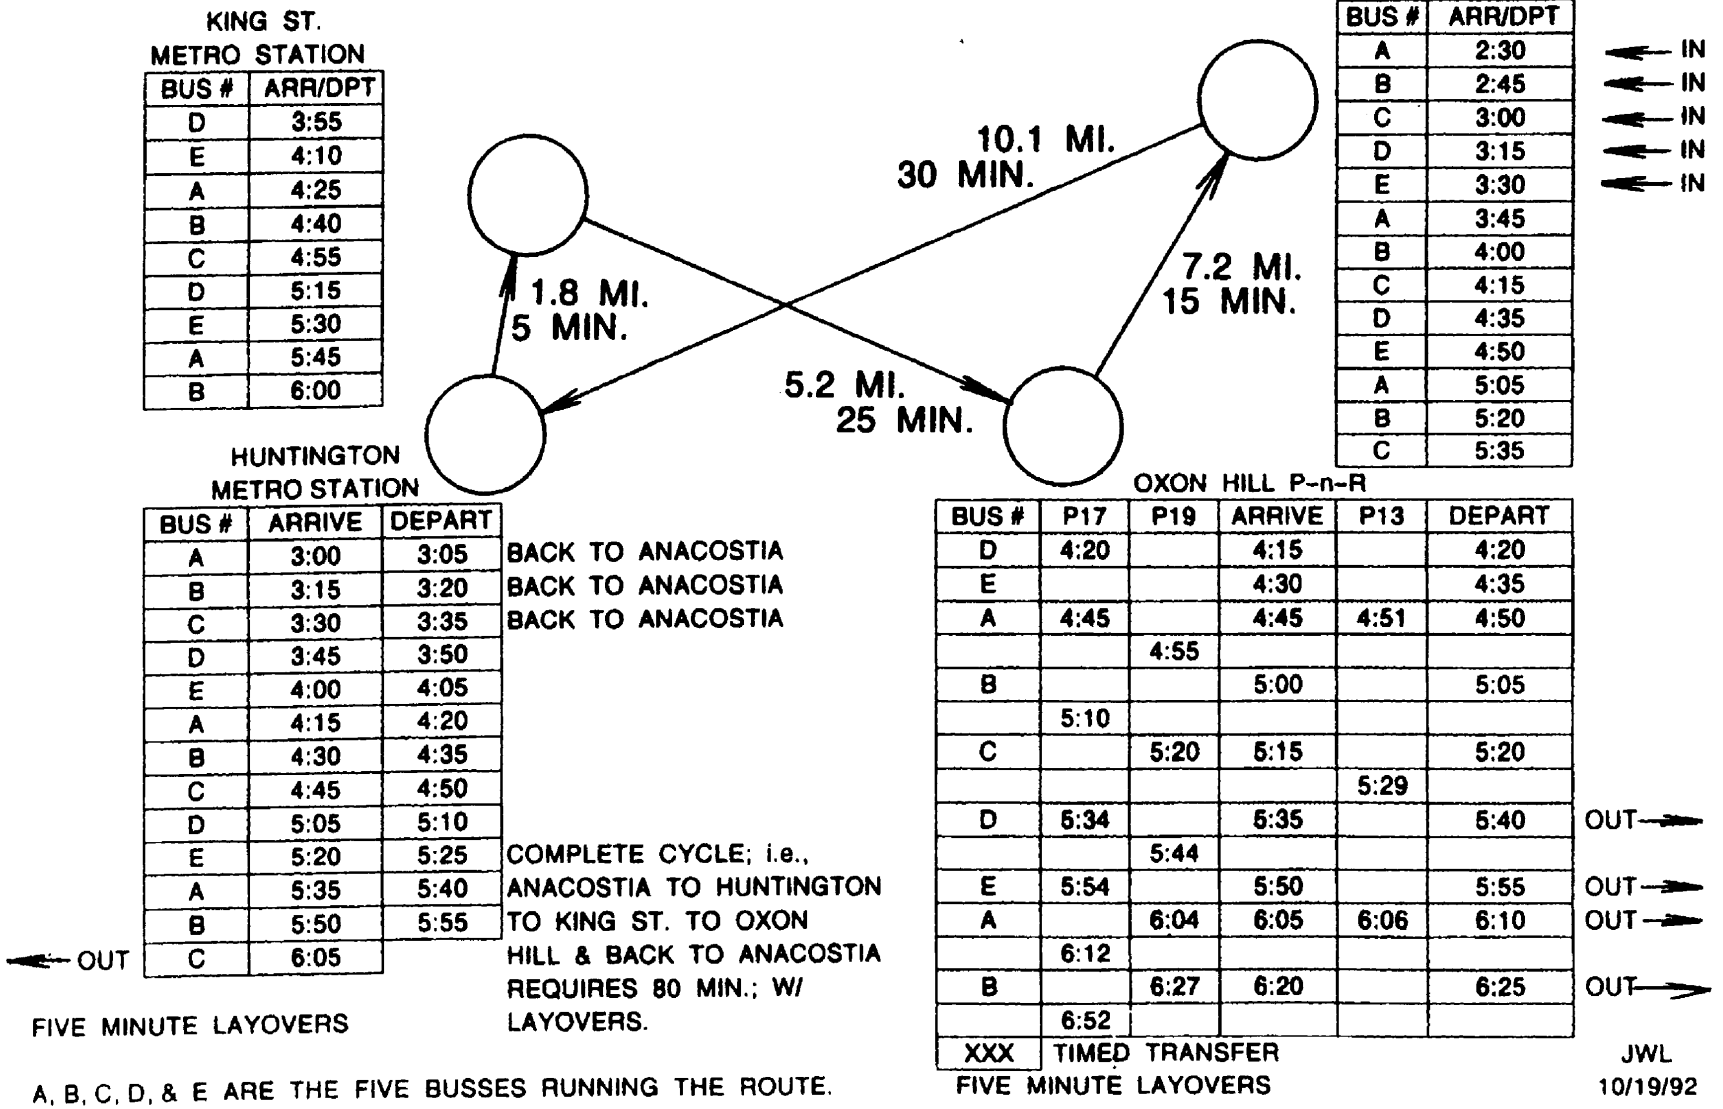 KING ST.
METRO STATION
BUS # ARR/DPT
D 3:55
E 4:10
A 4:25
B 4:40
C 4:55
D 5:15
E 5:30
A 5:45
B 6:00
10.1 MI.
30 MIN.
1.8 MI.
5 MIN.
7.2 MI.
15 MIN.
5.2 MI.
25 MIN.
BUS # ARR/DPT
A 2:30 IN
B 2:45 IN
C 3:00 IN
D 3:15 IN
E 3:30 IN
A 3:45
B 4:00
C 4:15
D 4:35
E 4:50
A 5:05
B 5:20
C 5:35
HUNTINGTON
METRO STATION
BUS # ARRIVE DEPART
A 3:00 3:05 BACK TO ANACOSTIA
B 3:15 3:20 BACK TO ANACOSTIA
C 3:30 3:35 BACK TO ANACOSTIA
D 3:45 3:50
E 4:00 4:05
A 4:15 4:20
B 4:30 4:35
C 4:45 4:50
D 5:05 5:10
E 5:20 5:25 COMPLETE CYCLE; i.e.,
A 5:35 5:40 ANACOSTIA TO HUNTINGTON
B 5:50 5:55 TO KING ST. TO OXON
OUT C 6:05 HILL & BACK TO ANACOSTIA
REQUIRES 80 MIN.; W/
LAYOVERS.
FIVE MINUTE LAYOVERS
A, B, C, D, & E ARE THE FIVE BUSSES RUNNING THE ROUTE.
OXON HILL P-n-R
BUS # P17 P19 ARRIVE P13 DEPART
D 4:20 4:15 4:20
E 4:30 4:35
A 4:45 4:45 4:51 4:50
4:55
B 5:00 5:05
5:10
C 5:20 5:15 5:20
5:29
D 5:34 5:35 5:40 OUT
5:44
E 5:54 5:50 5:55 OUT
A 6:04 6:05 6:06 6:10 OUT
6:12
B 6:27 6:20 6:25 OUT
6:52
XXX TIMED TRANSFER
FIVE MINUTE LAYOVERS
JWL
10/19/92